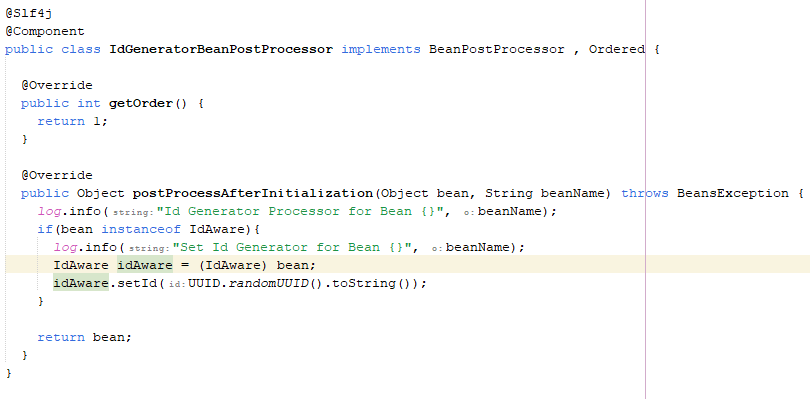 @Slf4j
@Component
public class IdGeneratorBeanPostProcessor implements BeanPostProcessor , Ordered {
@Override
public int getOrder() {
return 1;
}
@Override
public Object postProcessAfterInitialization(Object bean, String beanName) throws BeansException {
log.info( string: "Id Generator Processor for Bean {}", o: beanName);
if(bean instanceof IdAware){
log.info( string: "Set Id Generator for Bean {}", o: beanName);
IdAware idAware = (IdAware) bean;
idAware.setId( id: UUID.randomUUID().toString());
}
return bean;
}
}